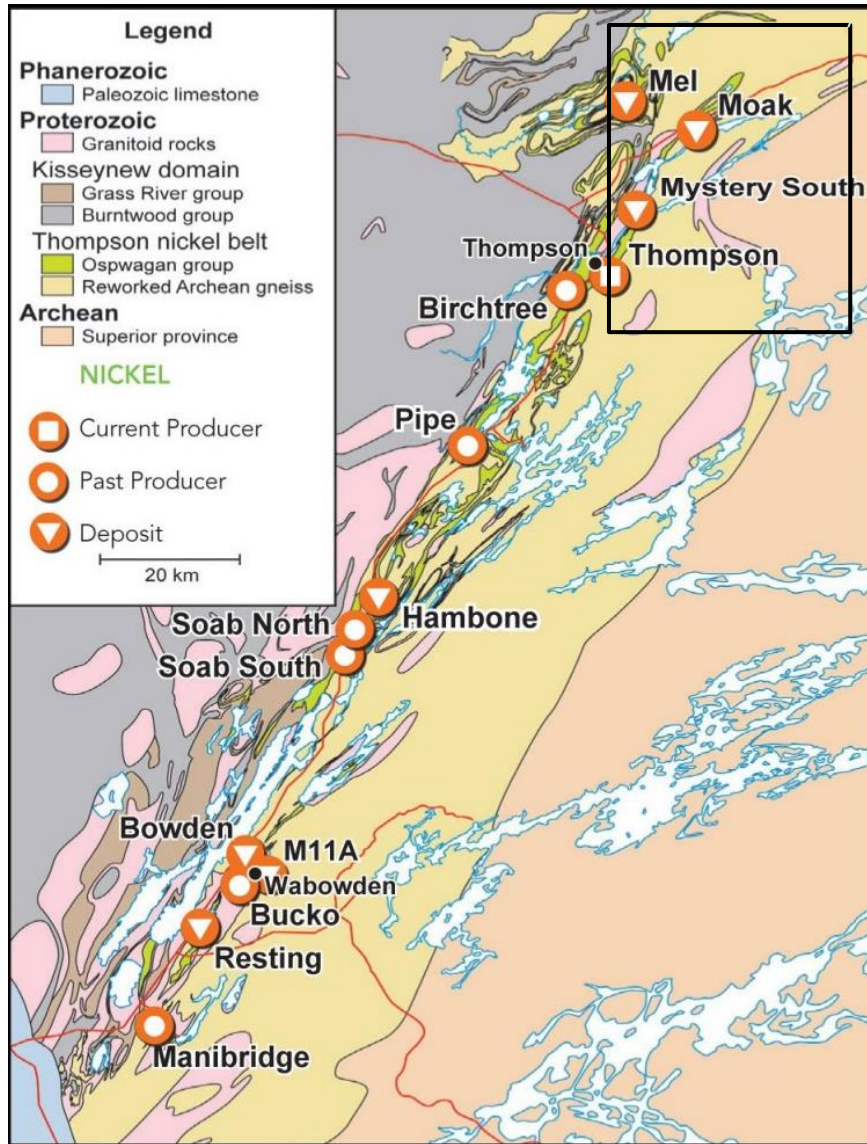 Legend
Phanerozoic
Paleozoic limestone
Proterozoic
Granitoid rocks
Kisseynew domain
Grass River group
Burntwood group
Thompson nickel belt
Ospwagan group
Reworked Archean gneiss
Archean
Superior province
NICKEL
Current Producer
Past Producer
Deposit
20 km
?
Mel
Moak
Mystery South
Thompson
Thompson
Birchtree
Pipe
Hambone
Soab North
Soab South
Bowden
M11A
Wabowden
Bucko
Resting
Manibridge